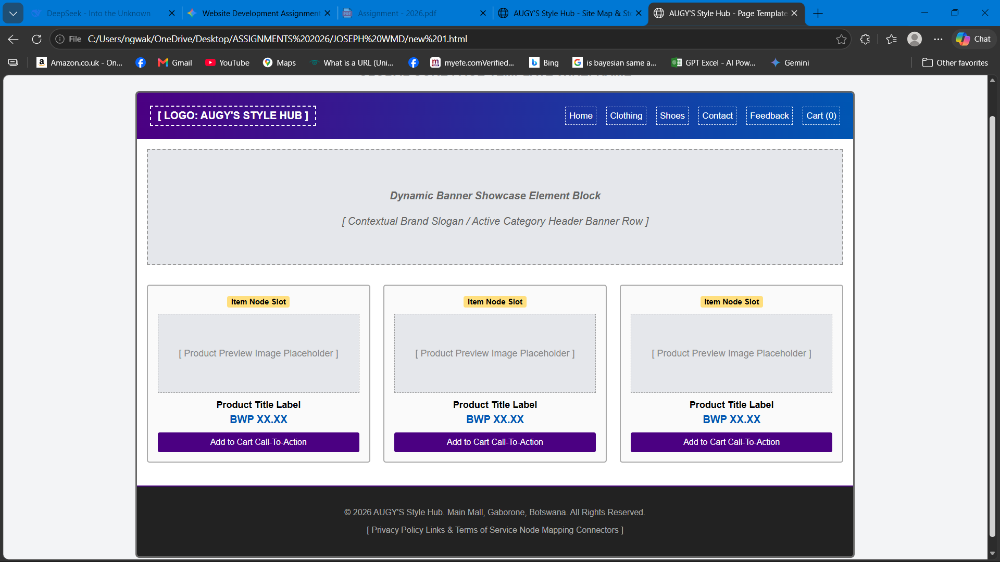 DeepSeek - Into the Unknown
Website Development Assignment
Assignment - 2026.pdf
AUGY'S Style Hub - Site Map & Sto
AUGY'S Style Hub - Page Template
File C:/Users/ngwak/OneDrive/Desktop/ASSIGNMENTS%202026/JOSEPH%20WMD/new%201.html
Chat
Amazon.co.uk - On...
Gmail
YouTube
Maps
What is a URL (Uni...
myefe.comVerified...
Bing
is bayesian same a...
GPT Excel - AI Pow...
Gemini
Other favorites
[ LOGO: AUGY'S STYLE HUB ]
Home
Clothing
Shoes
Contact
Feedback
Cart (0)
Dynamic Banner Showcase Element Block
[ Contextual Brand Slogan / Active Category Header Banner Row ]
Item Node Slot
[ Product Preview Image Placeholder ]
Product Title Label
BWP XX.XX
Add to Cart Call-To-Action
Item Node Slot
[ Product Preview Image Placeholder ]
Product Title Label
BWP XX.XX
Add to Cart Call-To-Action
Item Node Slot
[ Product Preview Image Placeholder ]
Product Title Label
BWP XX.XX
Add to Cart Call-To-Action
© 2026 AUGY'S Style Hub. Main Mall, Gaborone, Botswana. All Rights Reserved.
[ Privacy Policy Links & Terms of Service Node Mapping Connectors ]